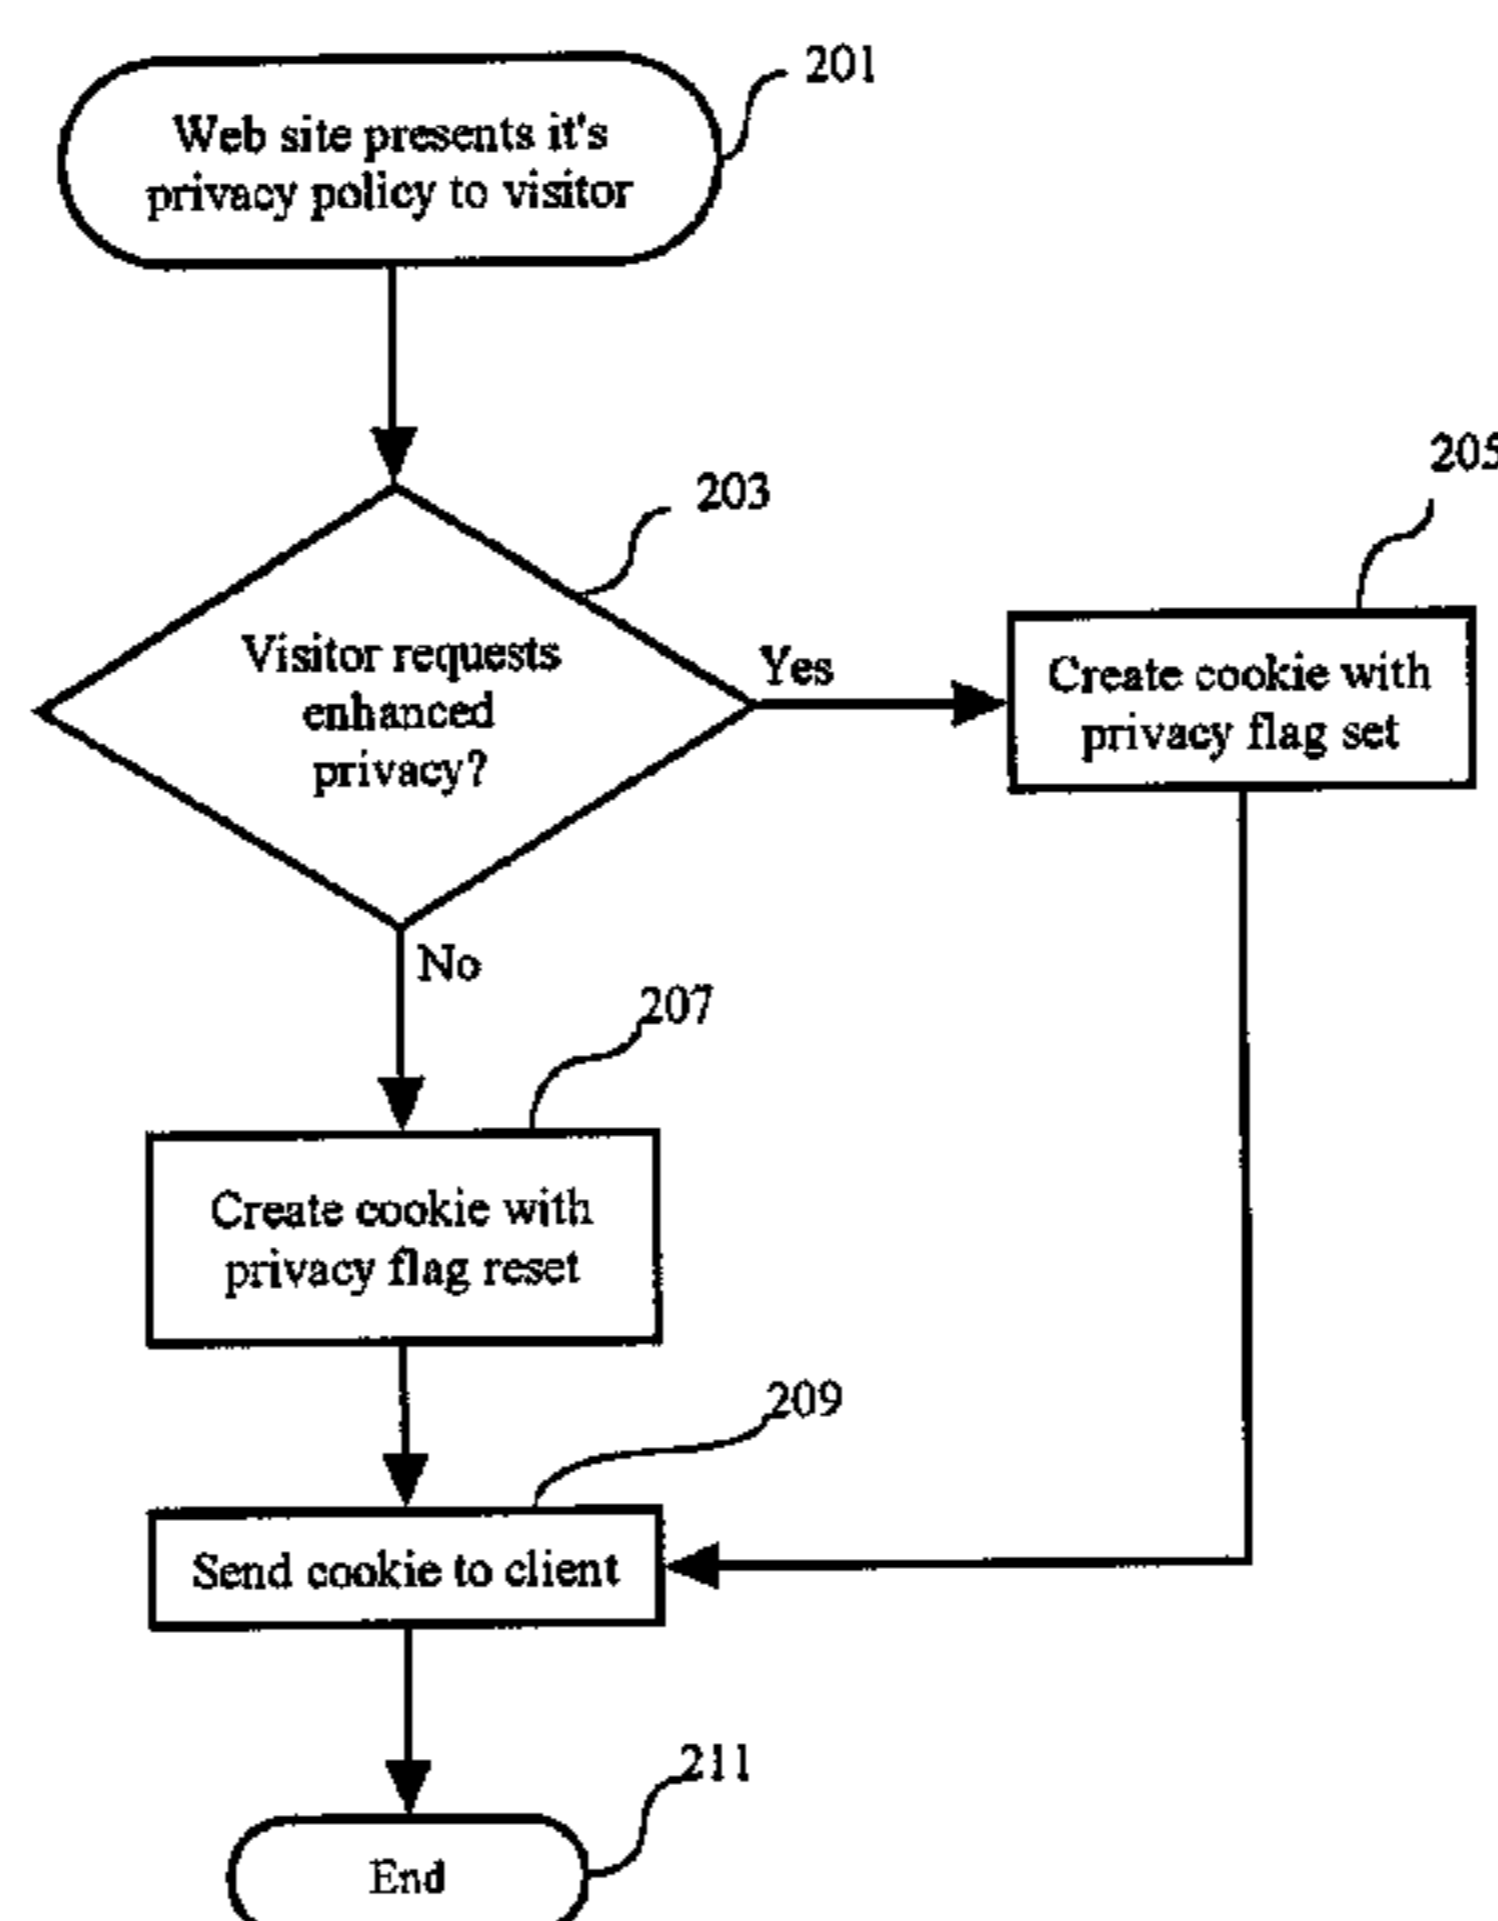 201
Web site presents it's
privacy policy to visitor
203
205
Visitor requests
enhanced
privacy?
Yes
Create cookie with
privacy flag set
No
207
Create cookie with
privacy flag reset
209
Send cookie to client
211
End